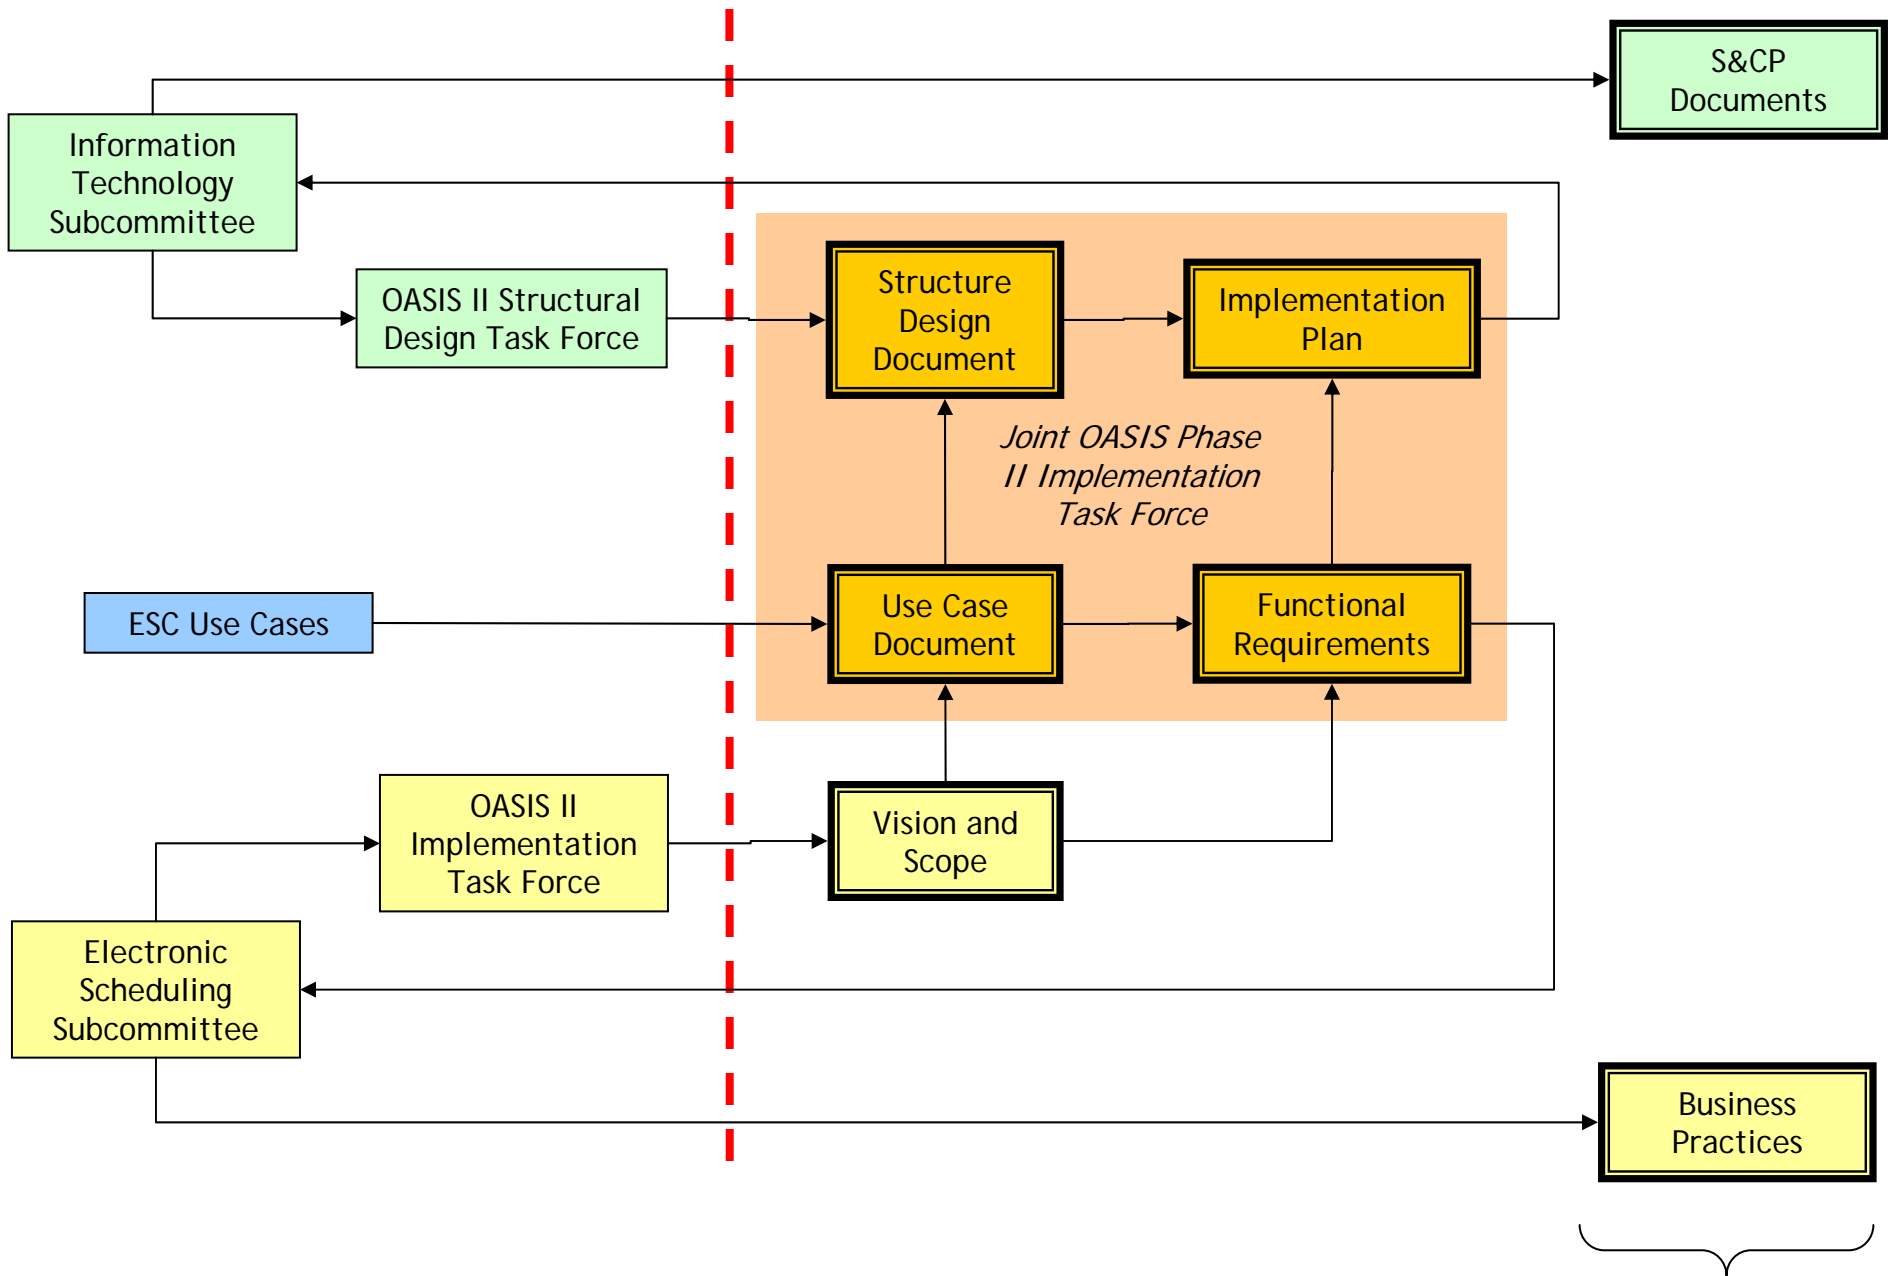 S&CP
Documents
Information
Technology
Subcommittee
OASIS II Structural
Design Task Force
Structure
Design
Document
Implementation
Plan
Joint OASIS Phase
II Implementation
Task Force
ESC Use Cases
Use Case
Document
Functional
Requirements
OASIS II
Implementation
Task Force
Vision and
Scope
Electronic
Scheduling
Subcommittee
Business
Practices